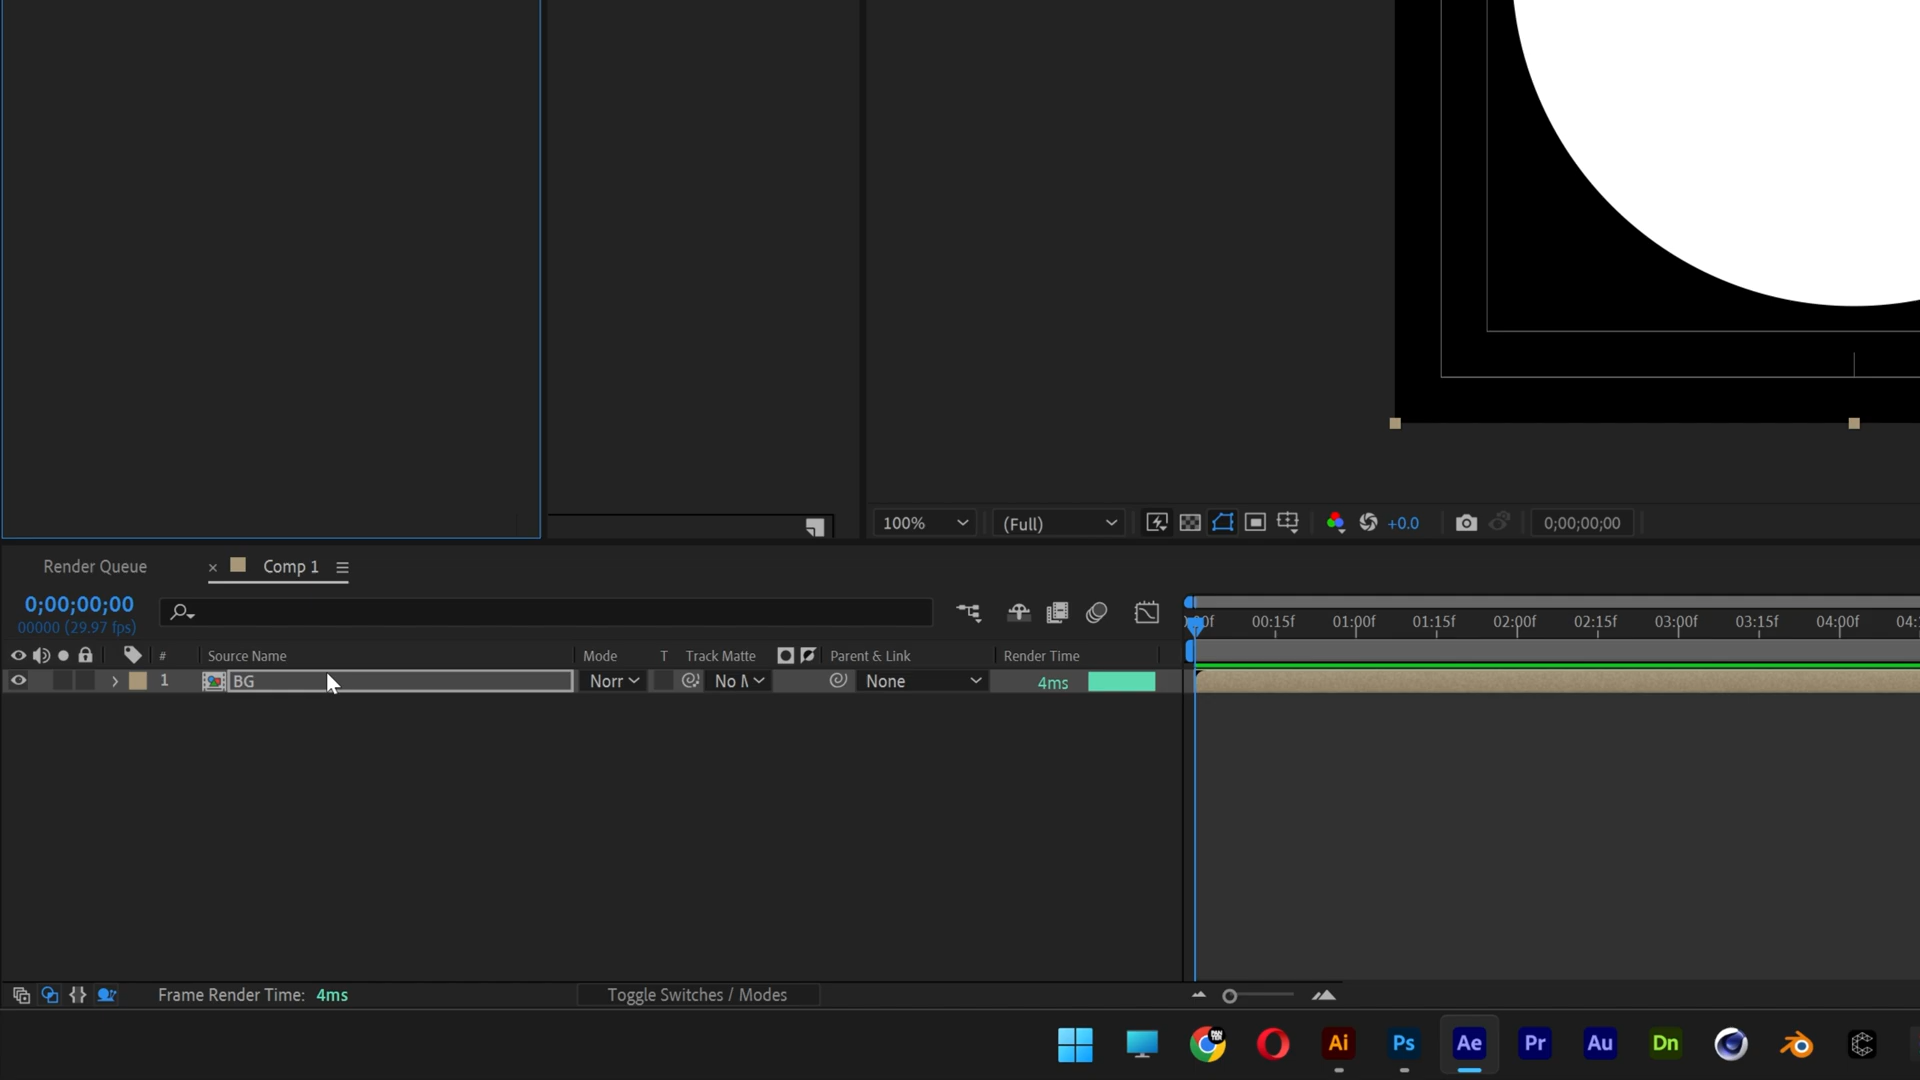 100% (Full) +0.0 0;00;00;00
Render Queue × Comp 1
0;00;00;00
00000 (29.97 fps)
00f 00:15f 01:00f 01:15f 02:00f 02:15f 03:00f 03:15f 04:00f 04:
# Source Name Mode T Track Matte Parent & Link Render Time
1 BG Norr No None 4ms
Frame Render Time: 4ms Toggle Switches / Modes
Ai Ps Ae Pr Au Dn